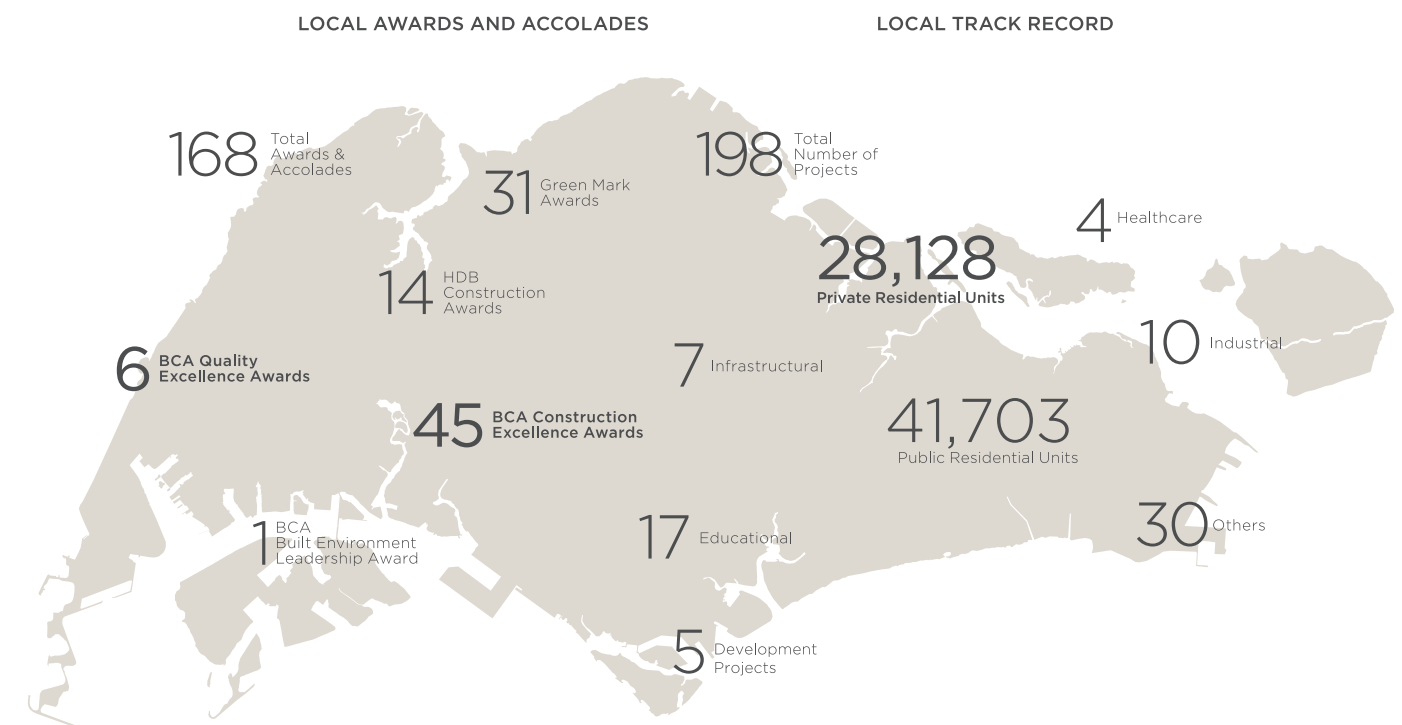 LOCAL AWARDS AND ACCOLADES
168
Total
Awards &
Accolades
31
Green Mark
Awards
14
HDB
Construction
Awards
6
BCA Quality
Excellence Awards
45
BCA Construction
Excellence Awards
1
BCA
Built Environment
Leadership Award
LOCAL TRACK RECORD
198
Total
Number of
Projects
4
Healthcare
28,128
Private Residential Units
10
Industrial
7
Infrastructural
41,703
Public Residential Units
30
Others
17
Educational
5
Development
Projects